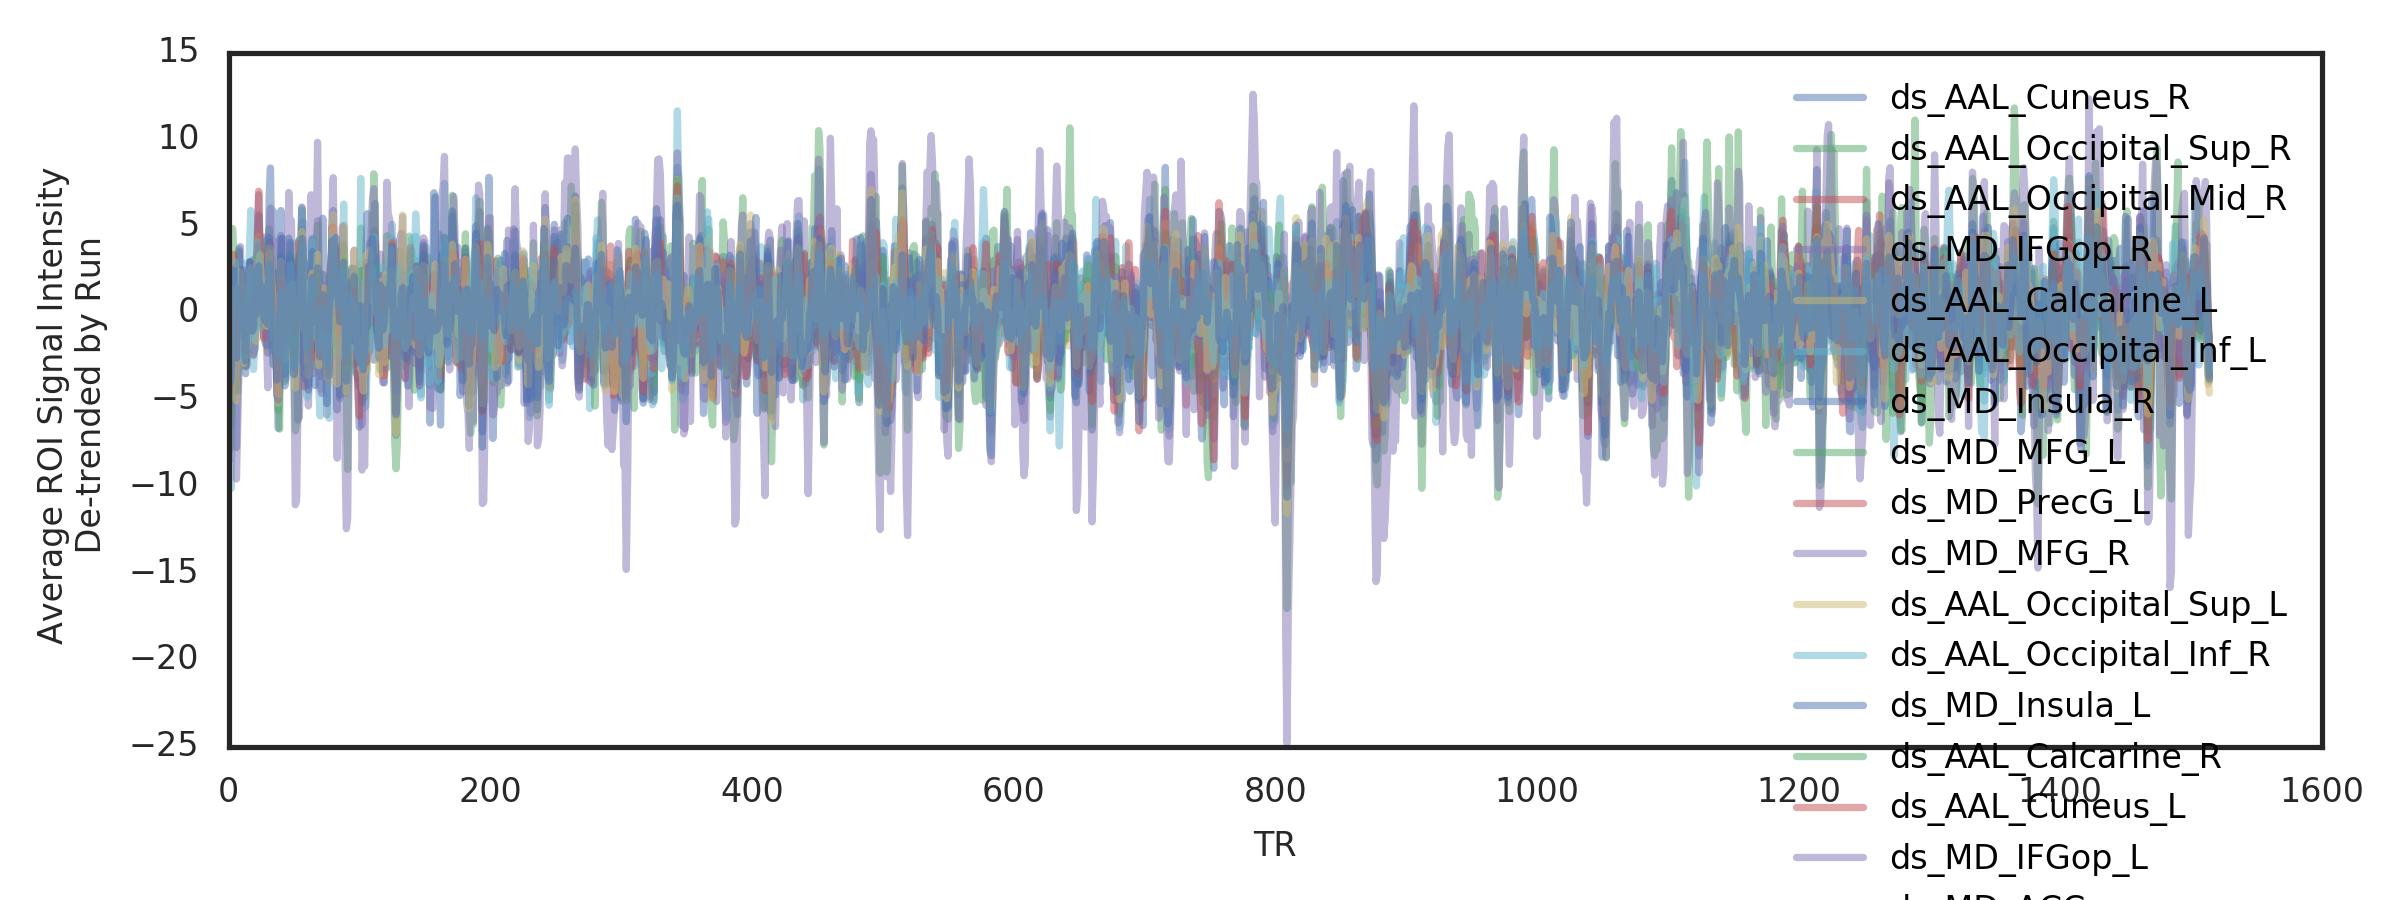 Average ROI Signal Intensity
De-trended by Run
15
10
5
0
−5
−10
−15
−20
−25
0
200
400
600
800
1000
1200
1400
1600
TR
ds_AAL_Cuneus_R
ds_AAL_Occipital_Sup_R
ds_AAL_Occipital_Mid_R
ds_MD_IFGop_R
ds_AAL_Calcarine_L
ds_AAL_Occipital_Inf_L
ds_MD_Insula_R
ds_MD_MFG_L
ds_MD_PrecG_L
ds_MD_MFG_R
ds_AAL_Occipital_Sup_L
ds_AAL_Occipital_Inf_R
ds_MD_Insula_L
ds_AAL_Calcarine_R
ds_AAL_Cuneus_L
ds_MD_IFGop_L